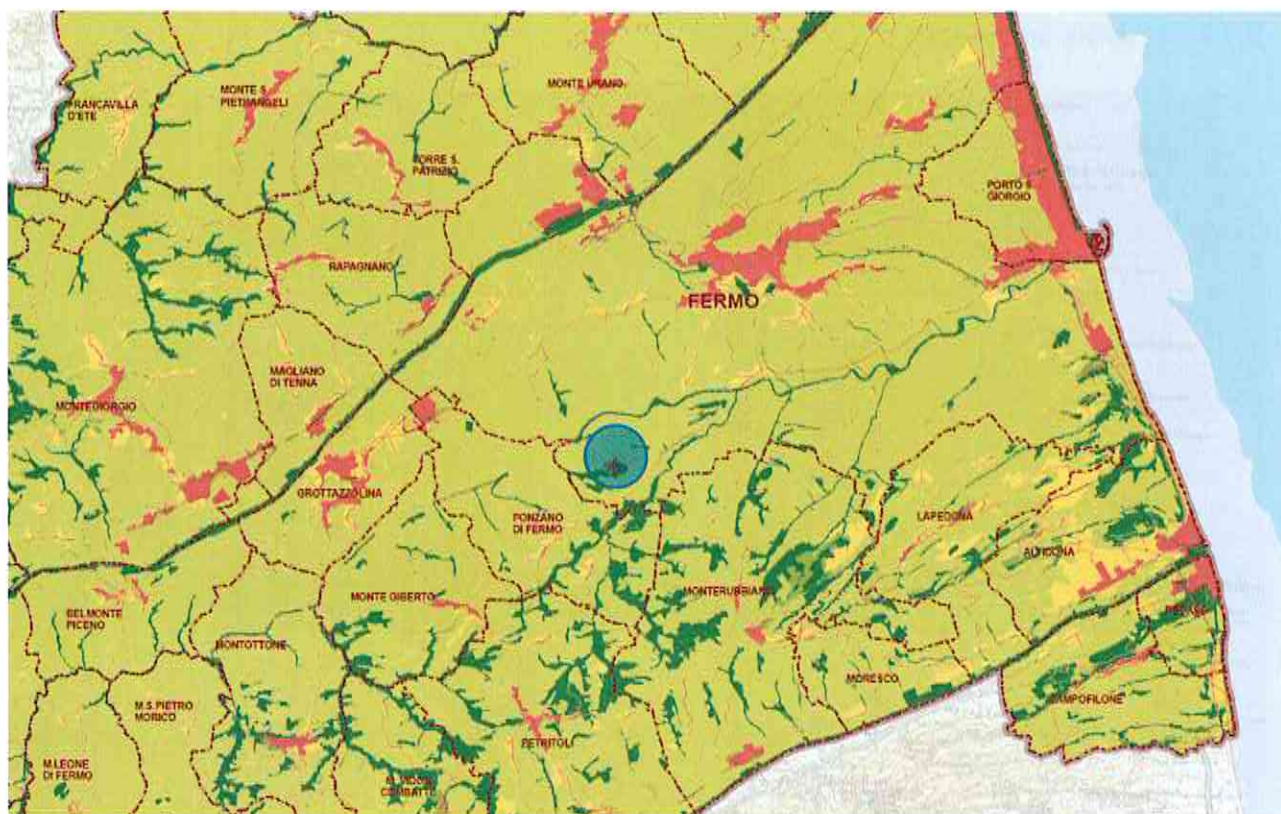 FRANCAVILLA
D'ETE
MONTE S.
PIETRANGELI
MONTE URANO
TORRE S.
PATRIZIO
PORTO S.
GIORGIO
RAPAGNANO
FERMO
MAGLIANO
DI TENNA
MONTEGIORGIO
GROTTAZZOLINA
PONZANO
DI FERMO
LAPEDONA
ALTIDONA
MONTERUBBIANO
MONTE GIBERTO
BELMONTE
PICENO
MONTOTTONE
MORESCO
CAMPOFILONE
M.S.PIETRO
MORICO
PETRITOLI
M.LEONE
DI FERMO
COMBATTE